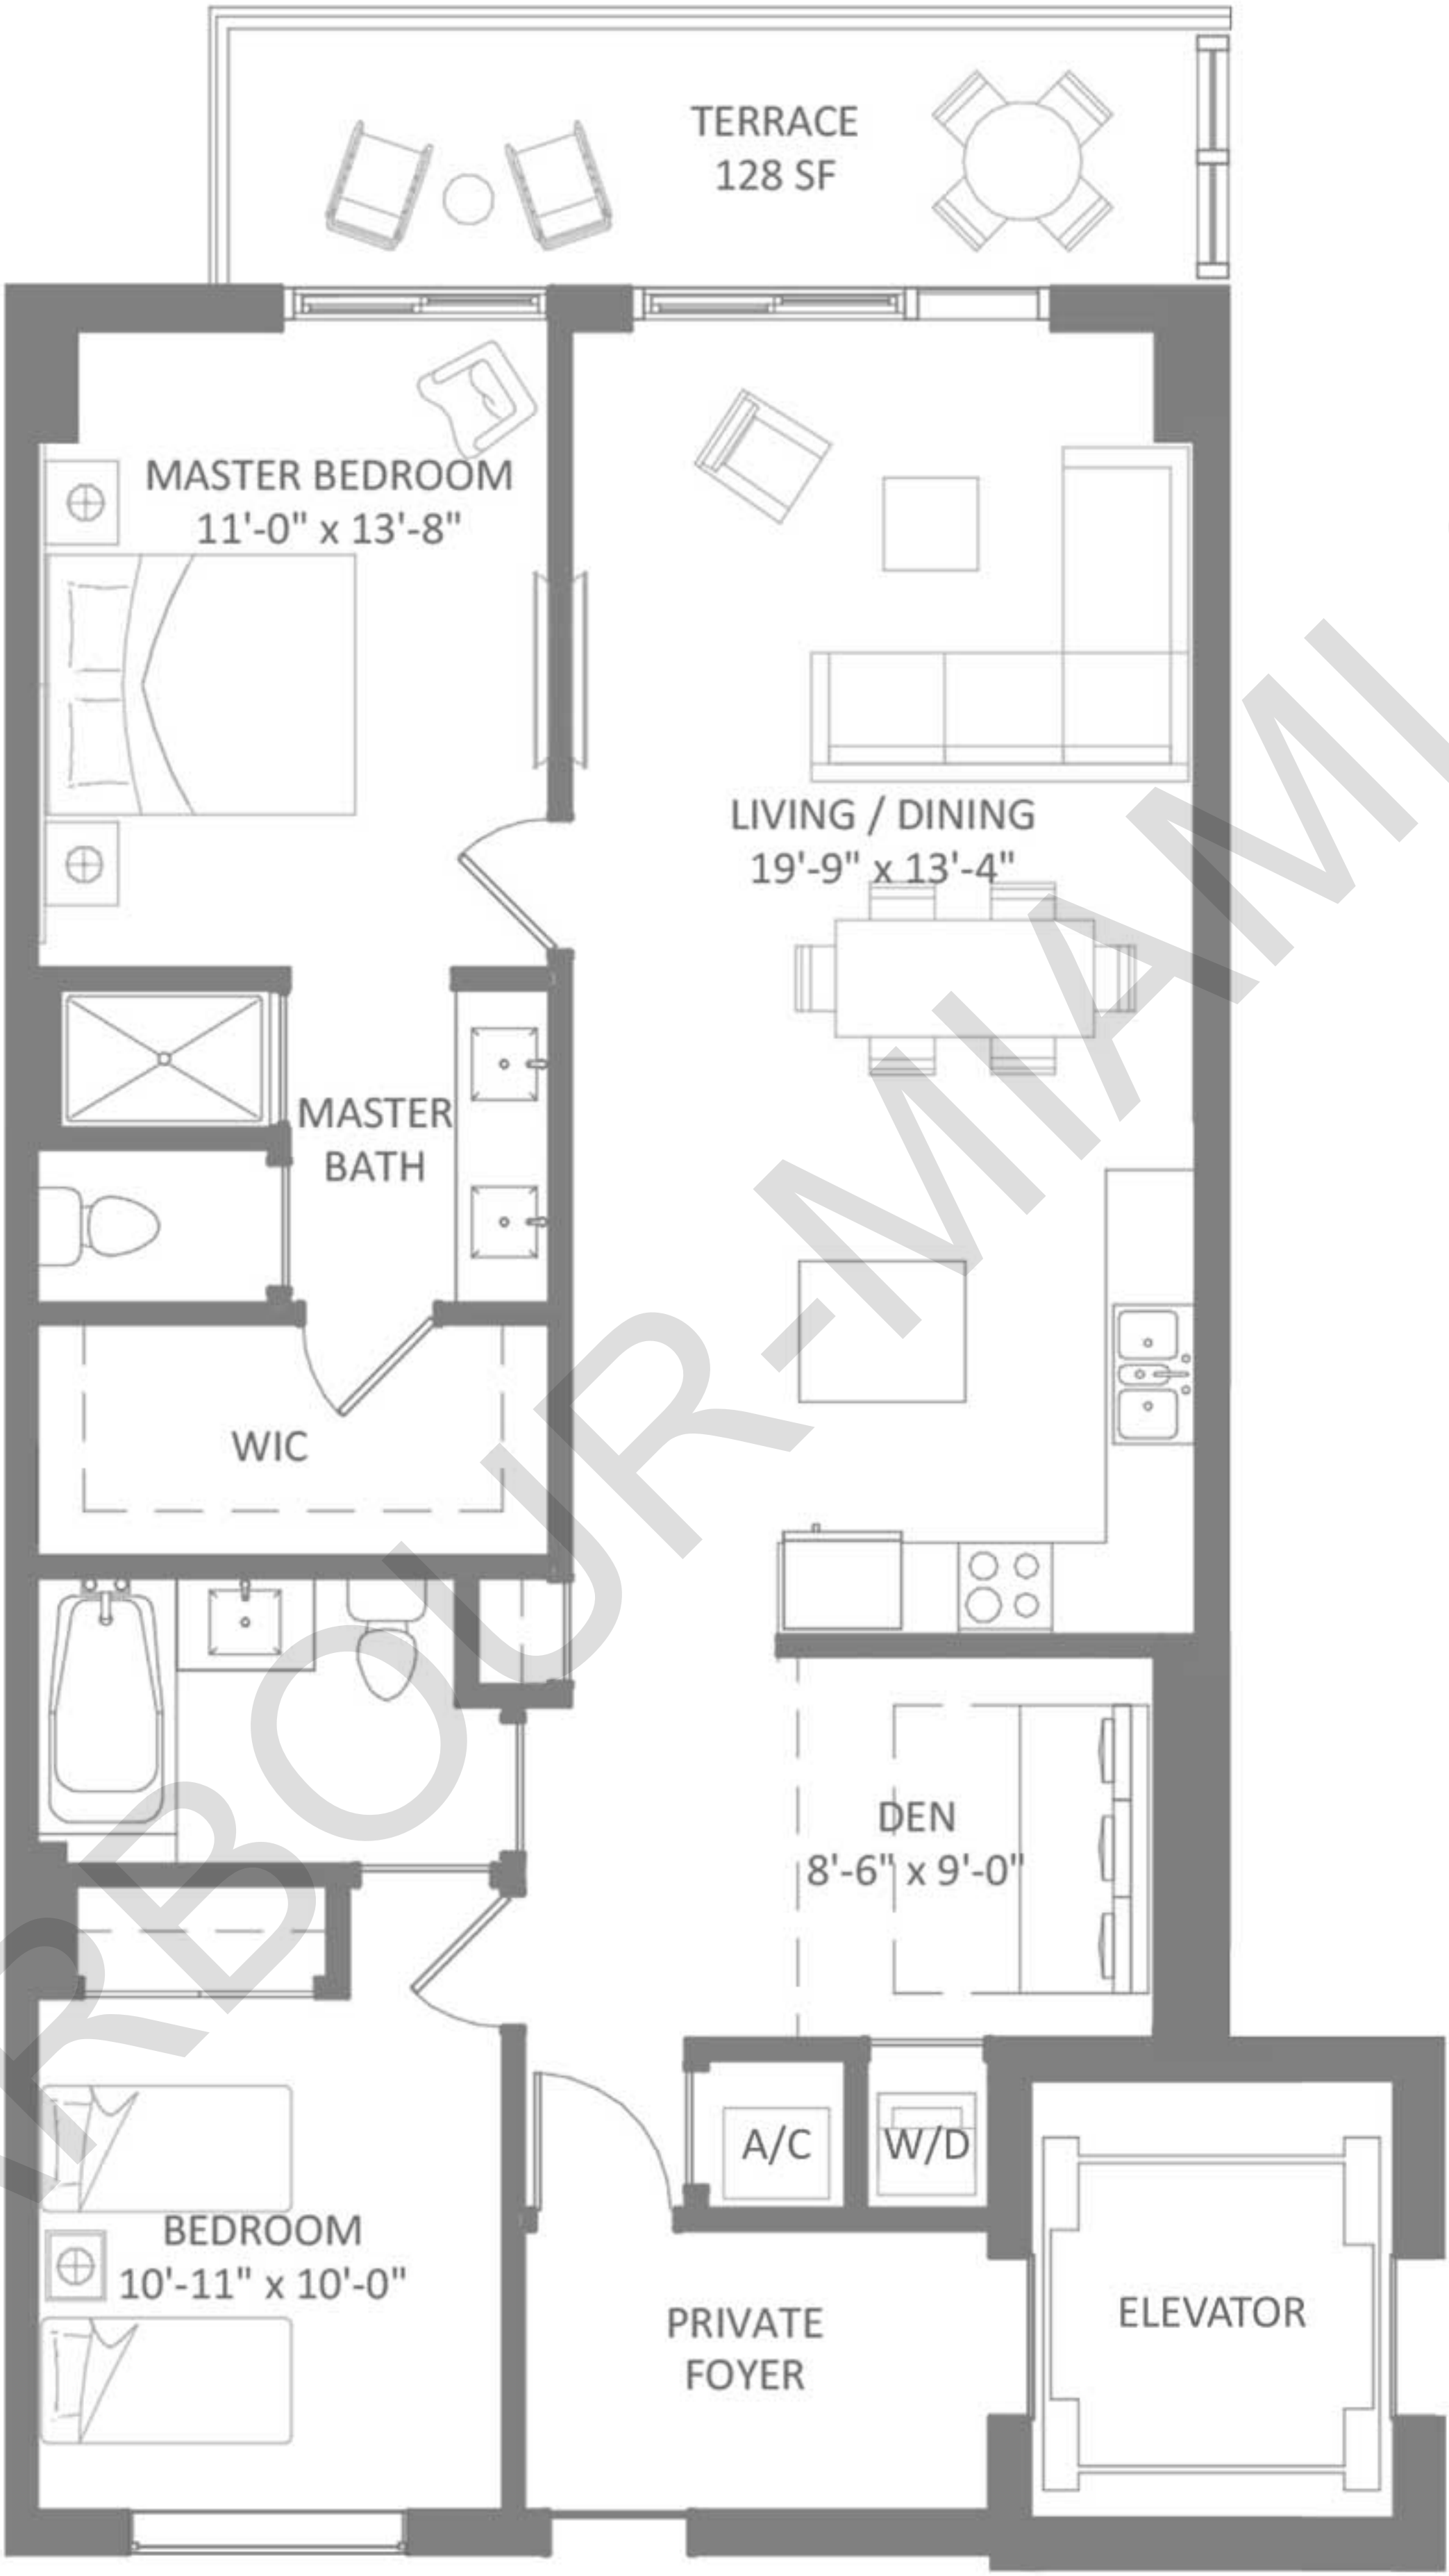 TERRACE
128 SF
MASTER BEDROOM
11'-0" x 13'-8"
LIVING / DINING
19'-9" x 13'-4"
MASTER
BATH
WIC
DEN
8'-6" x 9'-0"
A/C
W/D
BEDROOM
10'-11" x 10'-0"
PRIVATE
FOYER
ELEVATOR
RBOUR-MIAMI